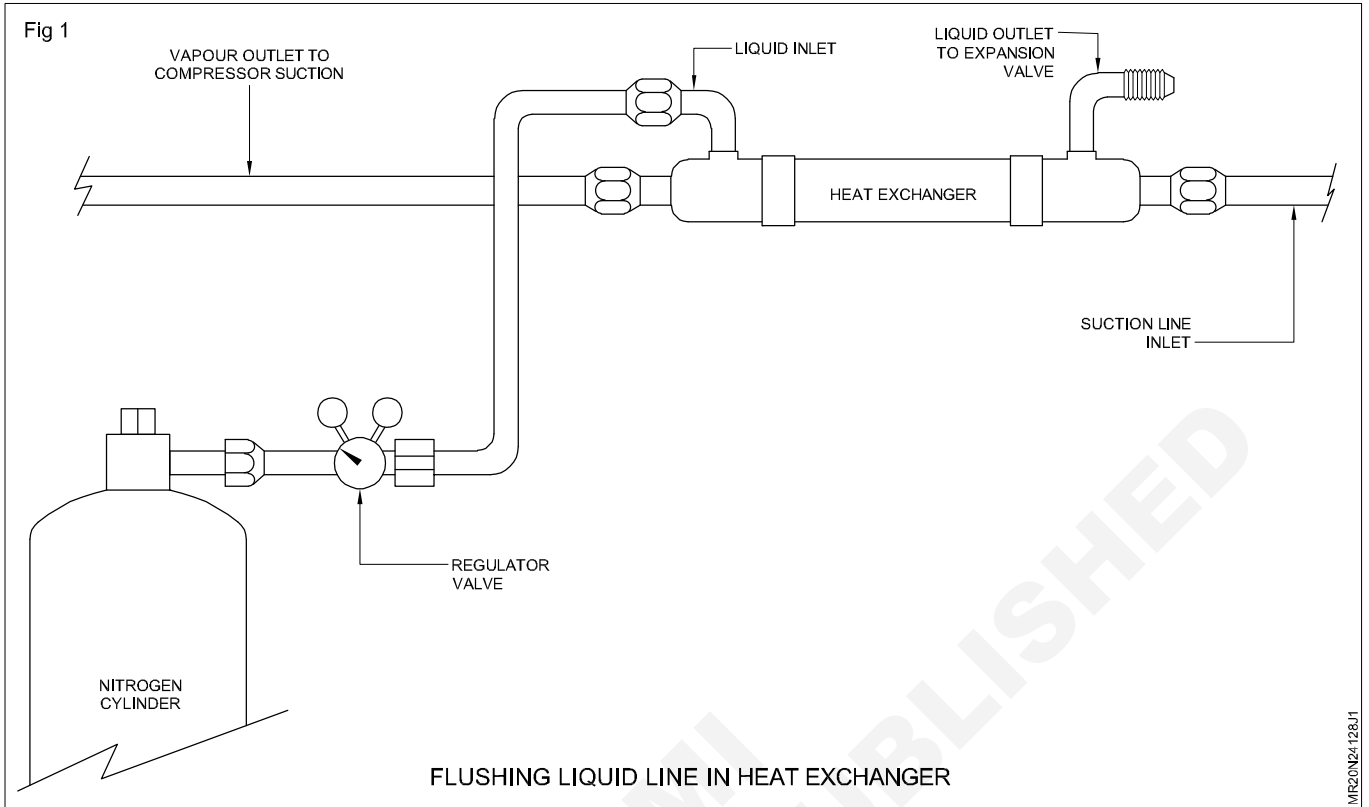 Fig 1
VAPOUR OUTLET TO
COMPRESSOR SUCTION
LIQUID INLET
LIQUID OUTLET
TO EXPANSION
VALVE
HEAT EXCHANGER
SUCTION LINE
INLET
REGULATOR
VALVE
NITROGEN
CYLINDER
FLUSHING LIQUID LINE IN HEAT EXCHANGER
MR20N24128J1